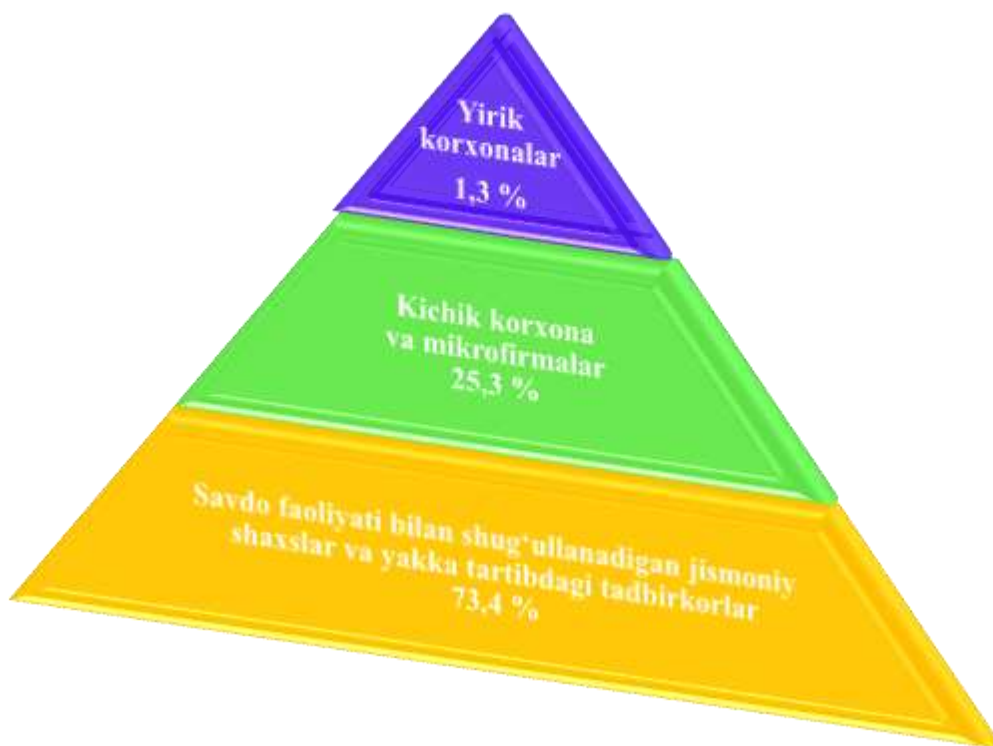 Yirik
korxonalar
1,3 %
Kichik korxona
va mikrofirmalar
25,3 %
Savdo faoliyati bilan shug‘ullanadigan jismoniy
shaxslar va yakka tartibdagi tadbirkorlar
73,4 %